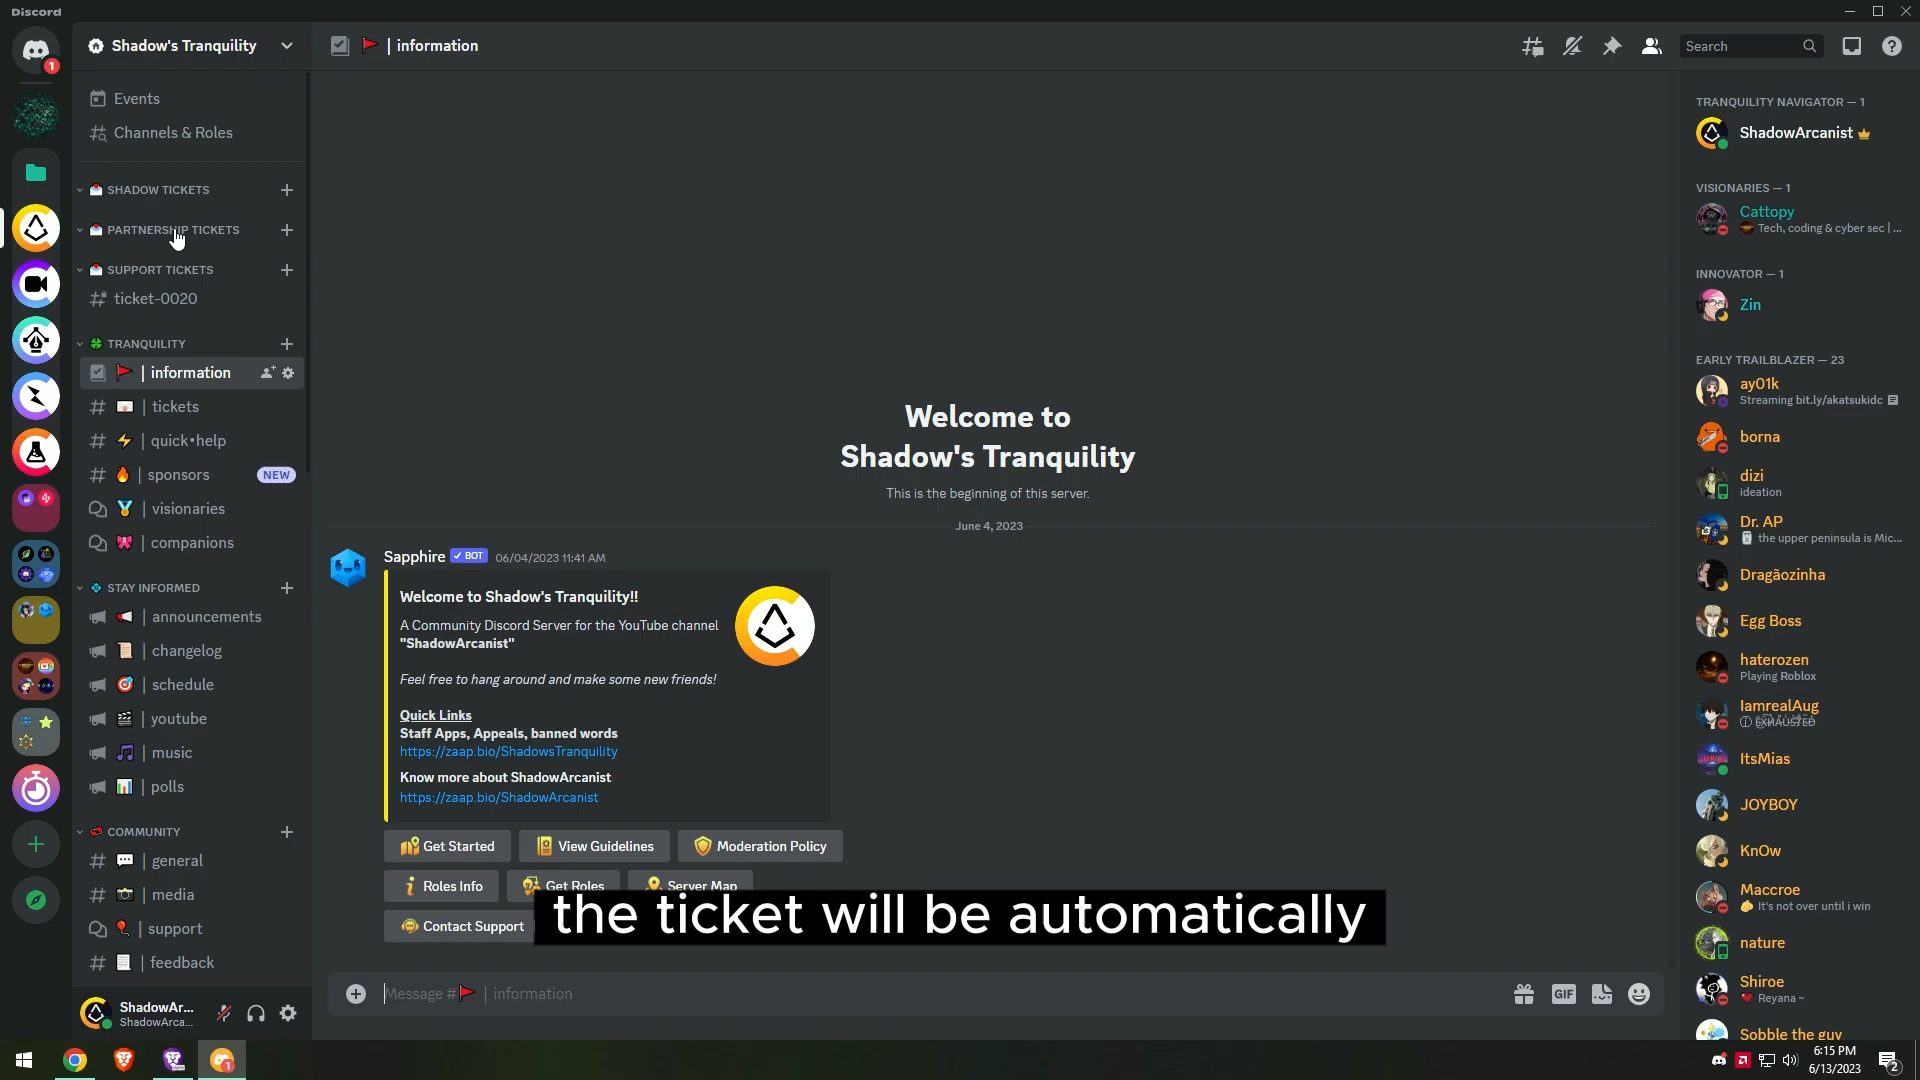 Discord
Shadow's Tranquility
| information
Search
1
Events
Channels & Roles
SHADOW TICKETS
PARTNERSHIP TICKETS
SUPPORT TICKETS
ticket-0020
TRANQUILITY
| information
| tickets
| quick•help
| sponsors
NEW
| visionaries
| companions
STAY INFORMED
| announcements
| changelog
| schedule
| youtube
| music
| polls
COMMUNITY
| general
| media
| support
| feedback
ShadowAr...
ShadowArca...
Welcome to
Shadow's Tranquility
This is the beginning of this server.
June 4, 2023
Sapphire BOT 06/04/2023 11:41 AM
Welcome to Shadow's Tranquility!!
A Community Discord Server for the YouTube channel
"ShadowArcanist"
Feel free to hang around and make some new friends!
Quick Links
Staff Apps, Appeals, banned words
https://zaap.bio/ShadowsTranquility
Know more about ShadowArcanist
https://zaap.bio/ShadowArcanist
Get Started
View Guidelines
Moderation Policy
Roles Info
Get Roles
Server Map
Contact Support
the ticket will be automatically
Message # | information
GIF
TRANQUILITY NAVIGATOR — 1
ShadowArcanist
VISIONARIES — 1
Cattopy
Tech, coding & cyber sec | ...
INNOVATOR — 1
Zin
EARLY TRAILBLAZER — 23
ay01k
Streaming bit.ly/akatsukidc
borna
dizi
ideation
Dr. AP
the upper peninsula is Mic...
Dragãozinha
Egg Boss
haterozen
Playing Roblox
IamrealAug
ItsMias
JOYBOY
KnOw
Maccroe
It's not over until i win
nature
Shiroe
Reyana ~
Sobble the guy
1
6:15 PM
6/13/2023
2